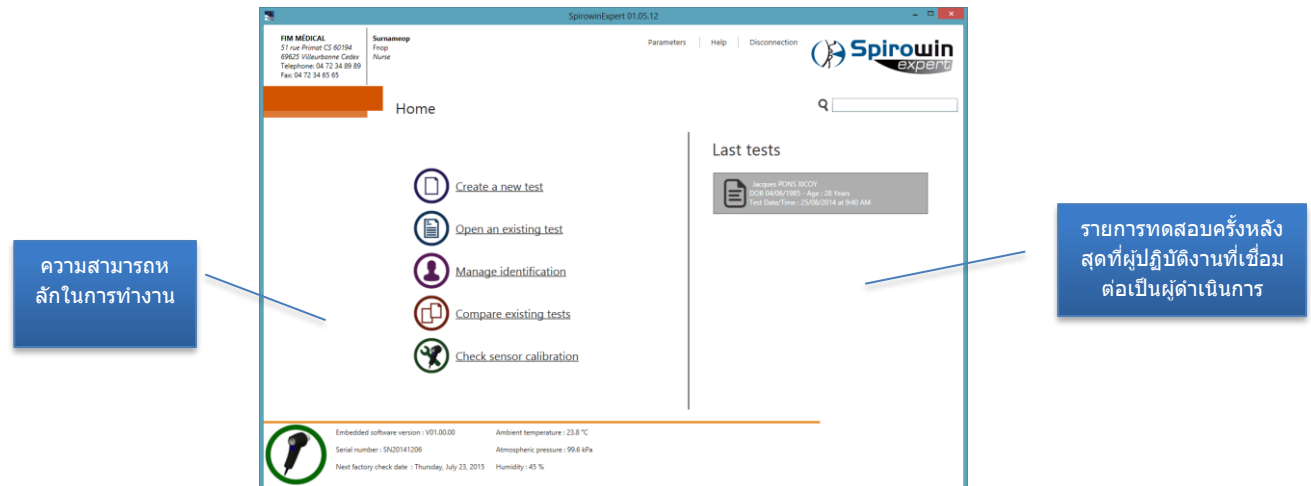 SpirowinExpert 01.05.12
FIM MÉDICAL
51 rue Primat CS 60194
69625 Villeurbanne Cedex
Telephone: 04 72 34 89 89
Fax: 04 72 34 65 65
Surnameop
Fnop
Nurse
Parameters
Help
Disconnection
Spirowin
expert
Home
Create a new test
Open an existing test
Manage identification
Compare existing tests
Check sensor calibration
Last tests
Jacques PONS XICOY
DOB 04/06/1985 - Age : 28 Years
Test Date/Time : 25/08/2014 at 9:40 AM
ความสามารถห
ลักในการทำงาน
รายการทดสอบครั้งหลัง
สุดที่ผู้ปฏิบัติงานที่เชื่อม
ต่อเป็นผู้ดำเนินการ
Embedded software version : V01.00.00
Ambient temperature : 23.8 °C
Serial number : SN20141206
Atmospheric pressure : 99.6 kPa
Next factory check date : Thursday, July 23, 2015
Humidity : 45 %